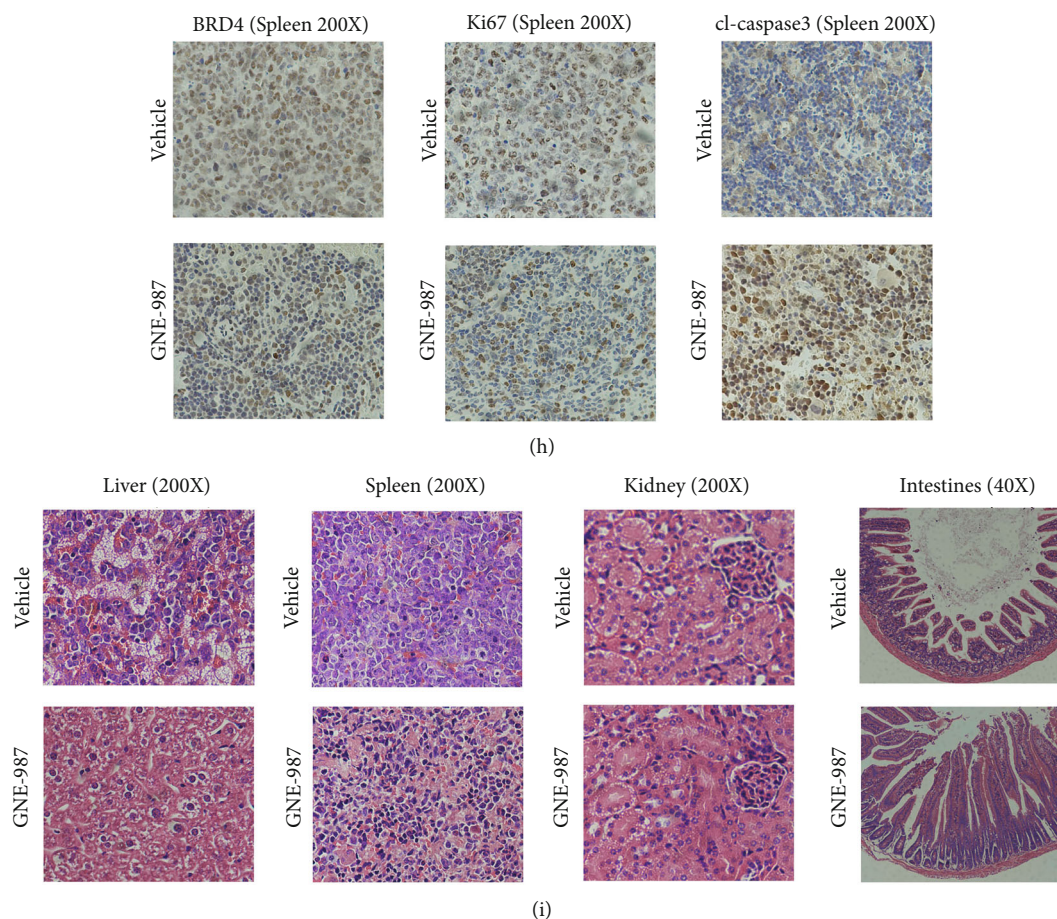 BRD4 (Spleen 200X)
Ki67 (Spleen 200X)
cl-caspase3 (Spleen 200X)
Vehicle
Vehicle
Vehicle
GNE-987
GNE-987
GNE-987
(h)
Liver (200X)
Spleen (200X)
Kidney (200X)
Intestines (40X)
Vehicle
Vehicle
Vehicle
Vehicle
GNE-987
GNE-987
GNE-987
GNE-987
(i)